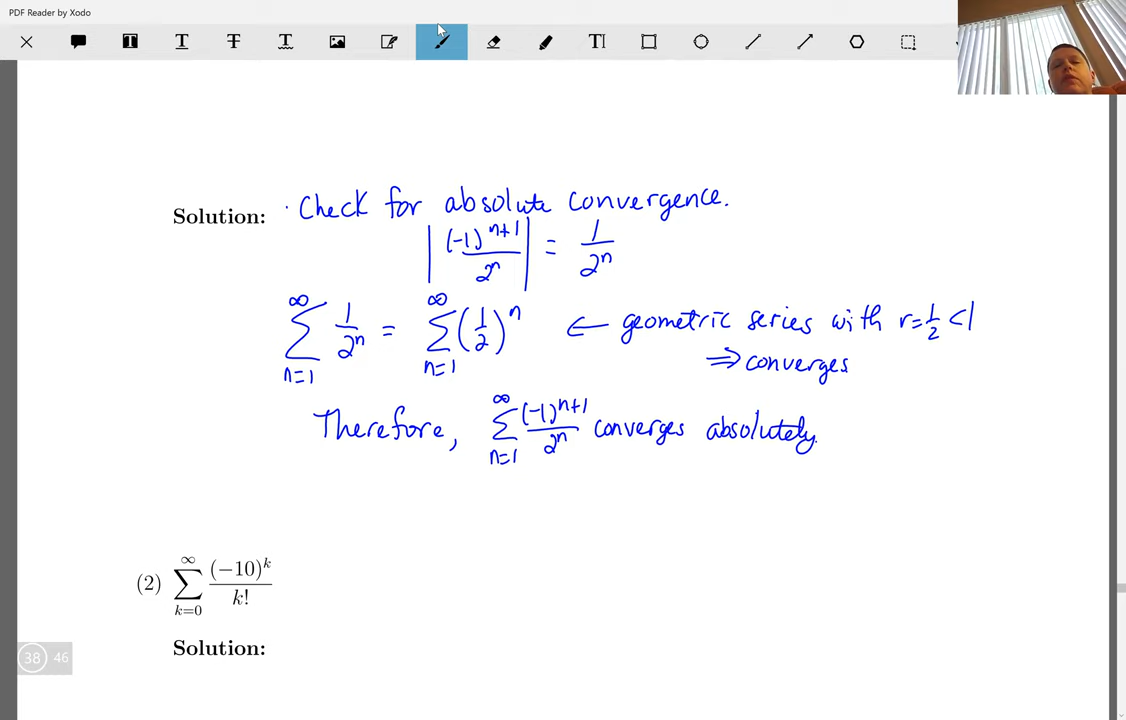 PDF Reader by Xodo
Solution: · Check for absolute convergence.
|(-1)^{n+1}/2^n| = 1/2^n
∑_{n=1}^{∞} 1/2^n = ∑_{n=1}^{∞} (1/2)^n ← geometric series with r=1/2 <1
⇒ converges
Therefore, ∑_{n=1}^{∞} (-1)^{n+1}/2^n converges absolutely.
(2) ∑_{k=0}^{∞} (−10)^k/k!
Solution:
38 46